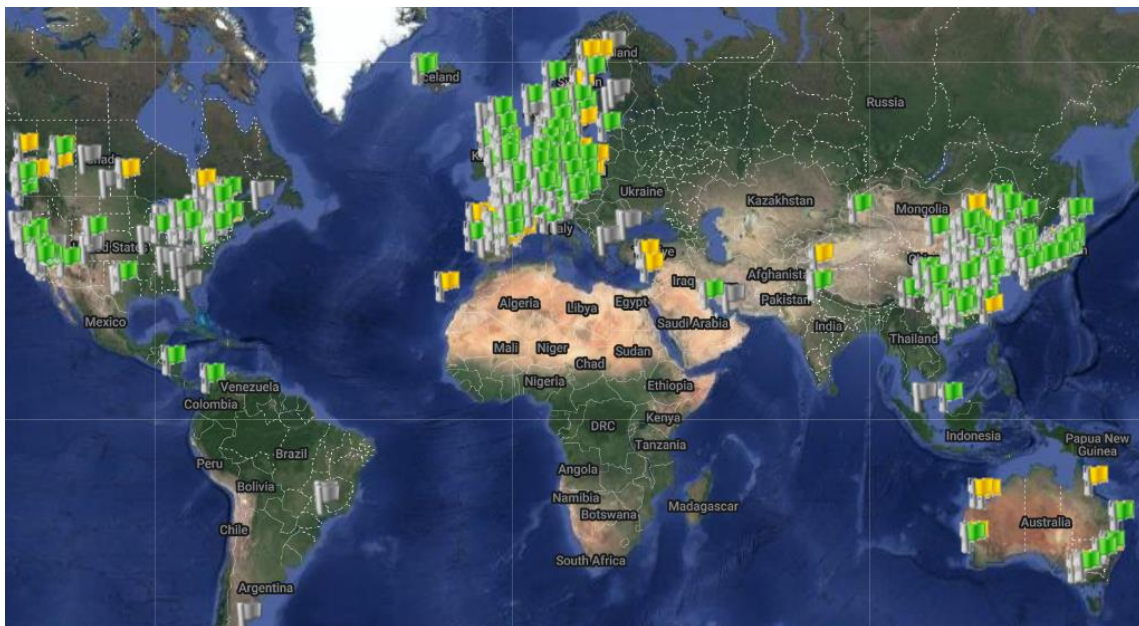 Russia
Ukraine
Kazakhstan
Mongolia
Iraq
Afghanista
Pakistan
Algeria
Libya
Egypt
Saudi Arabia
India
Mexico
Mali
Niger
Chad
Sudan
Thailand
Nigeria
Ethiopia
Venezuela
Colombia
Kenya
DRC
Tanzania
Indonesia
Papua New
Guinea
Brazil
Peru
Bolivia
Angola
Namibia
Botswana
Madagascar
Australia
Chile
South Africa
Argentina